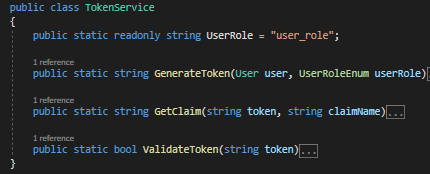 public class TokenService
{
public static readonly string UserRole = "user_role";
1 reference
public static string GenerateToken(User user, UserRoleEnum userRole)
1 reference
public static string GetClaim(string token, string claimName)...
1 reference
public static bool ValidateToken(string token)...
}